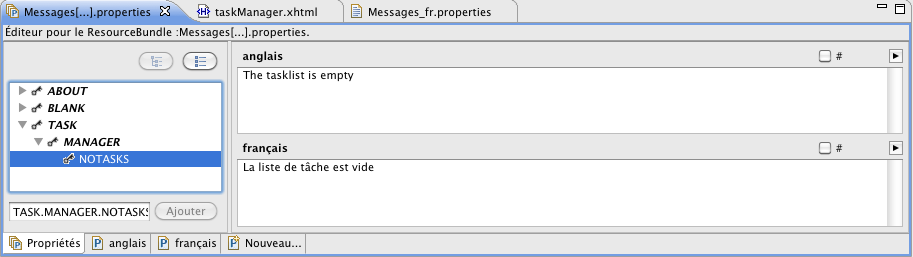 Messages[...].properties taskManager.xhtml Messages_fr.properties
Éditeur pour le ResourceBundle :Messages[...].properties.
ABOUT
BLANK
TASK
MANAGER
NOTASKS
TASK.MANAGER.NOTASKS Ajouter
anglais #
The tasklist is empty
français #
La liste de tâche est vide
Propriétés anglais français Nouveau...